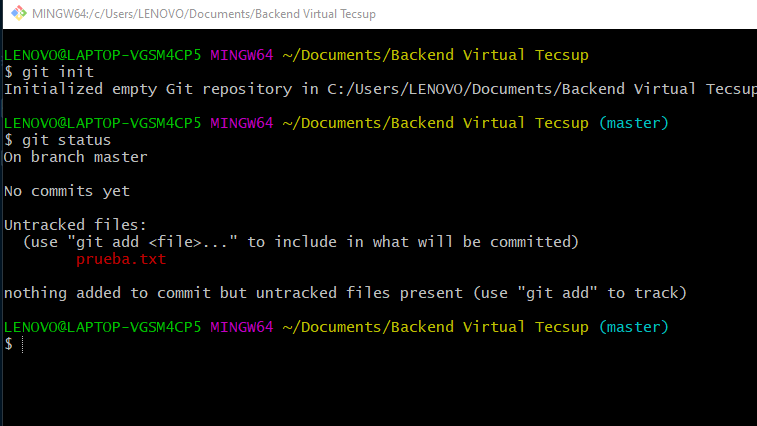 MINGW64:/c/Users/LENOVO/Documents/Backend Virtual Tecsup
LENOVO@LAPTOP-VGSM4CP5 MINGW64 ~/Documents/Backend Virtual Tecsup
$ git init
Initialized empty Git repository in C:/Users/LENOVO/Documents/Backend Virtual Tecsup
LENOVO@LAPTOP-VGSM4CP5 MINGW64 ~/Documents/Backend Virtual Tecsup (master)
$ git status
On branch master
No commits yet
Untracked files:
(use "git add <file>..." to include in what will be committed)
prueba.txt
nothing added to commit but untracked files present (use "git add" to track)
LENOVO@LAPTOP-VGSM4CP5 MINGW64 ~/Documents/Backend Virtual Tecsup (master)
$